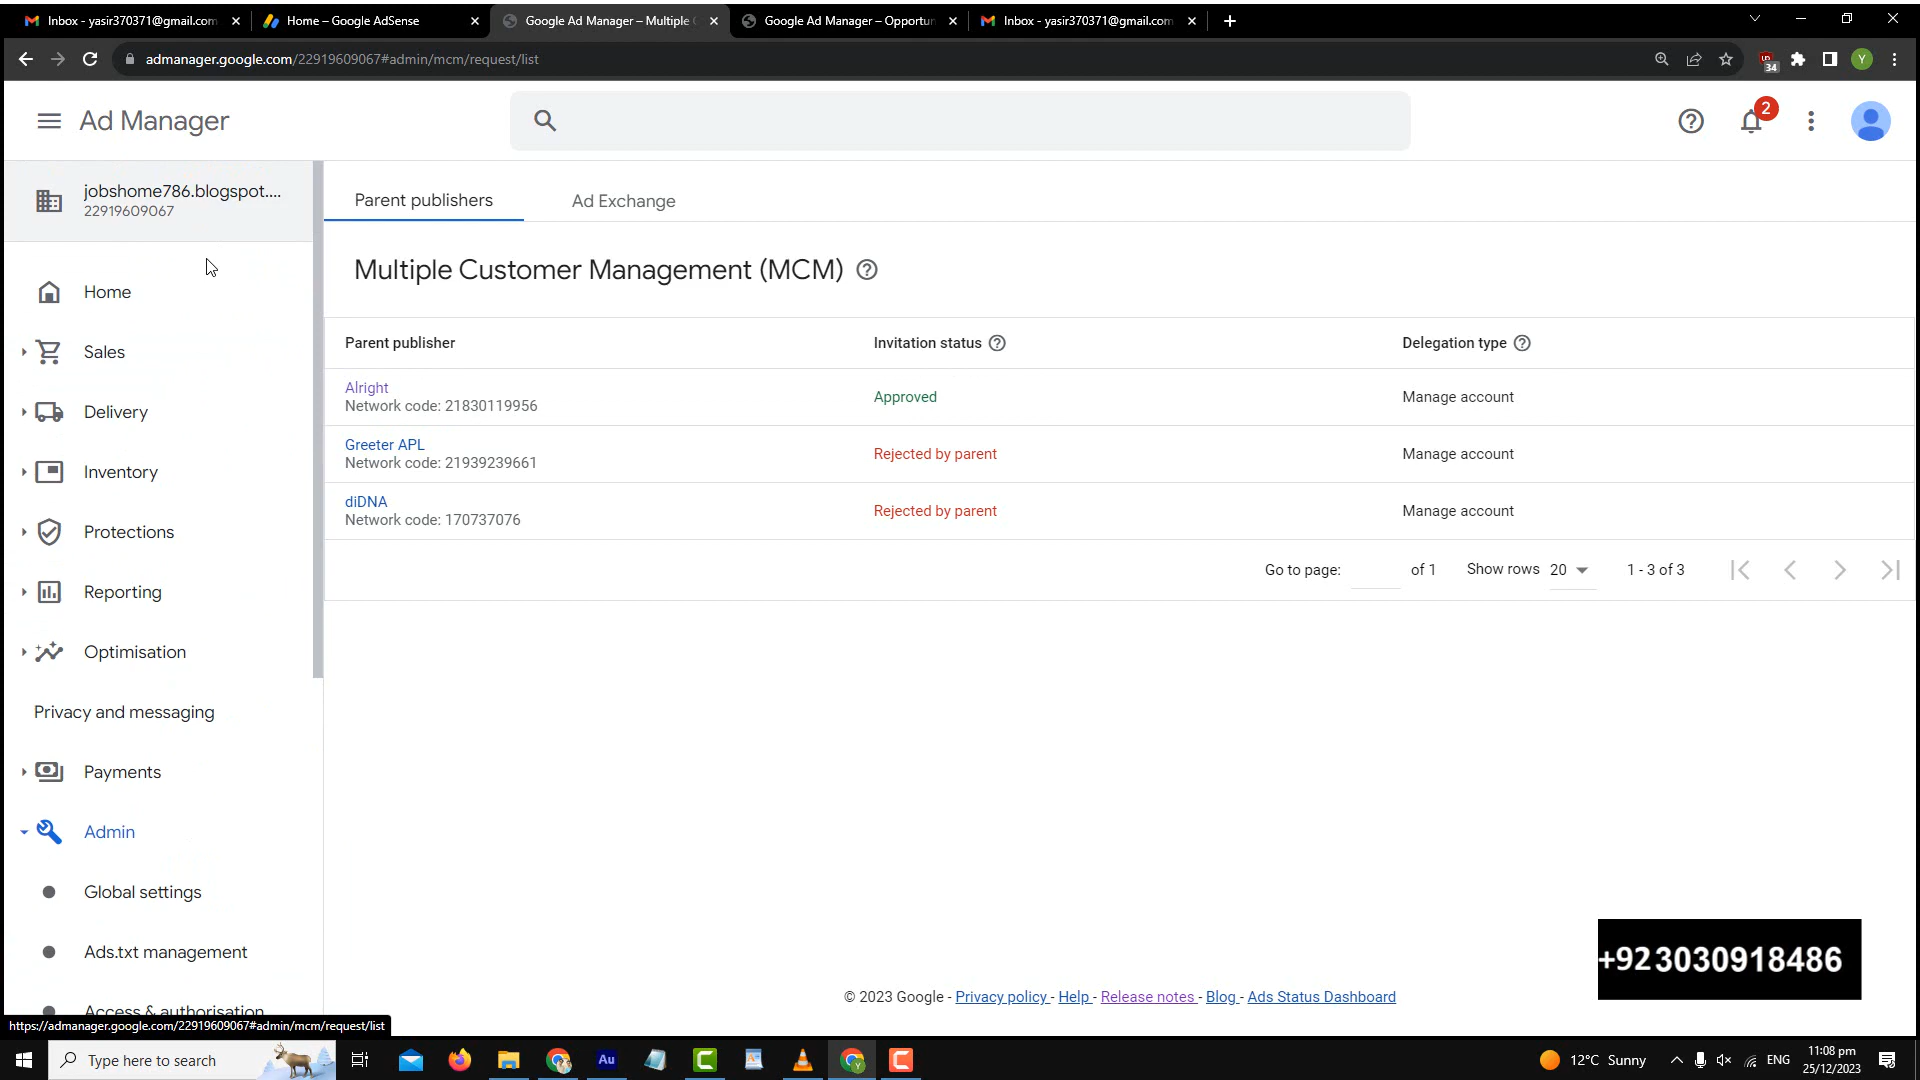 Inbox - yasir370371@gmail.com
Home – Google AdSense
Google Ad Manager – Multiple
Google Ad Manager – Opportun
Inbox - yasir370371@gmail.com
admanager.google.com/22919609067#admin/mcm/request/list
34
Y
Ad Manager
2
jobshome786.blogspot....
22919609067
Home
Sales
Delivery
Inventory
Protections
Reporting
Optimisation
Privacy and messaging
Payments
Admin
Global settings
Ads.txt management
Access & authorisation
Parent publishers
Ad Exchange
Multiple Customer Management (MCM)
Parent publisher Invitation status Delegation type
Alright
Network code: 21830119956
Approved
Manage account
Greeter APL
Network code: 21939239661
Rejected by parent
Manage account
diDNA
Network code: 170737076
Rejected by parent
Manage account
Go to page: of 1 Show rows 20 1 - 3 of 3
+923030918486
© 2023 Google - Privacy policy - Help - Release notes - Blog - Ads Status Dashboard
https://admanager.google.com/22919609067#admin/mcm/request/list
Type here to search
Au
12°C Sunny
ENG
11:08 pm
25/12/2023